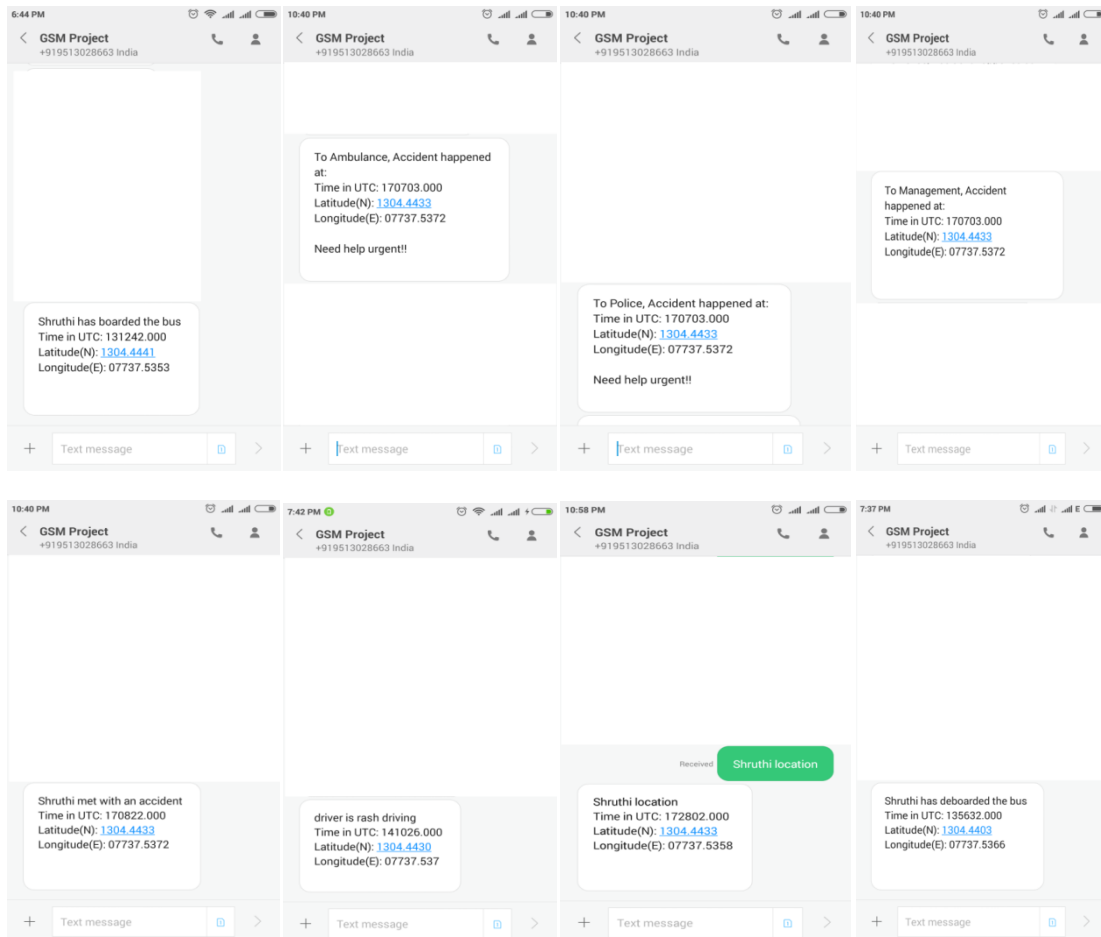 6:44 PM
GSM Project
+919513028663 India
Shruthi has boarded the bus
Time in UTC: 131242.000
Latitude(N): 1304.4441
Longitude(E): 07737.5353
Text message
10:40 PM
GSM Project
+919513028663 India
To Ambulance, Accident happened
at:
Time in UTC: 170703.000
Latitude(N): 1304.4433
Longitude(E): 07737.5372
Need help urgent!!
Text message
10:40 PM
GSM Project
+919513028663 India
To Police, Accident happened at:
Time in UTC: 170703.000
Latitude(N): 1304.4433
Longitude(E): 07737.5372
Need help urgent!!
Text message
10:40 PM
GSM Project
+919513028663 India
To Management, Accident
happened at:
Time in UTC: 170703.000
Latitude(N): 1304.4433
Longitude(E): 07737.5372
Text message
10:40 PM
GSM Project
+919513028663 India
Shruthi met with an accident
Time in UTC: 170822.000
Latitude(N): 1304.4433
Longitude(E): 07737.5372
Text message
7:42 PM
GSM Project
+919513028663 India
driver is rash driving
Time in UTC: 141026.000
Latitude(N): 1304.4430
Longitude(E): 07737.537
Text message
10:58 PM
GSM Project
+919513028663 India
Received Shruthi location
Shruthi location
Time in UTC: 172802.000
Latitude(N): 1304.4433
Longitude(E): 07737.5358
Text message
7:37 PM E
GSM Project
+919513028663 India
Shruthi has deboarded the bus
Time in UTC: 135632.000
Latitude(N): 1304.4403
Longitude(E): 07737.5366
Text message